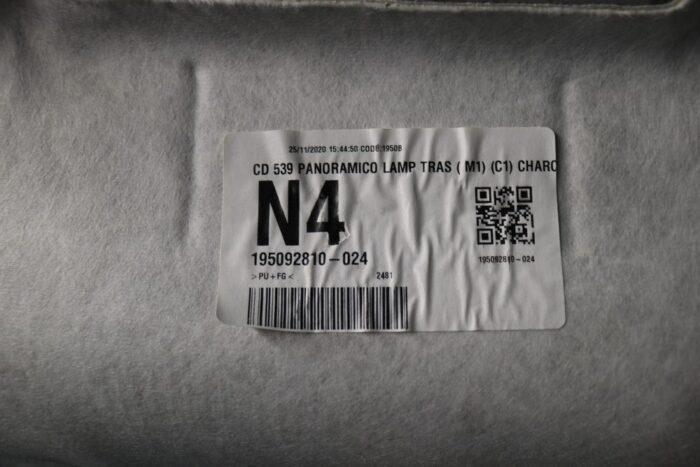 25/11/2020 15:44:50 CODE:19508
CD 539 PANORAMICO LAMP TRAS ( M1) (C1) CHARC
N4
195092810-024
>PU+FG<
2481
195092810-024